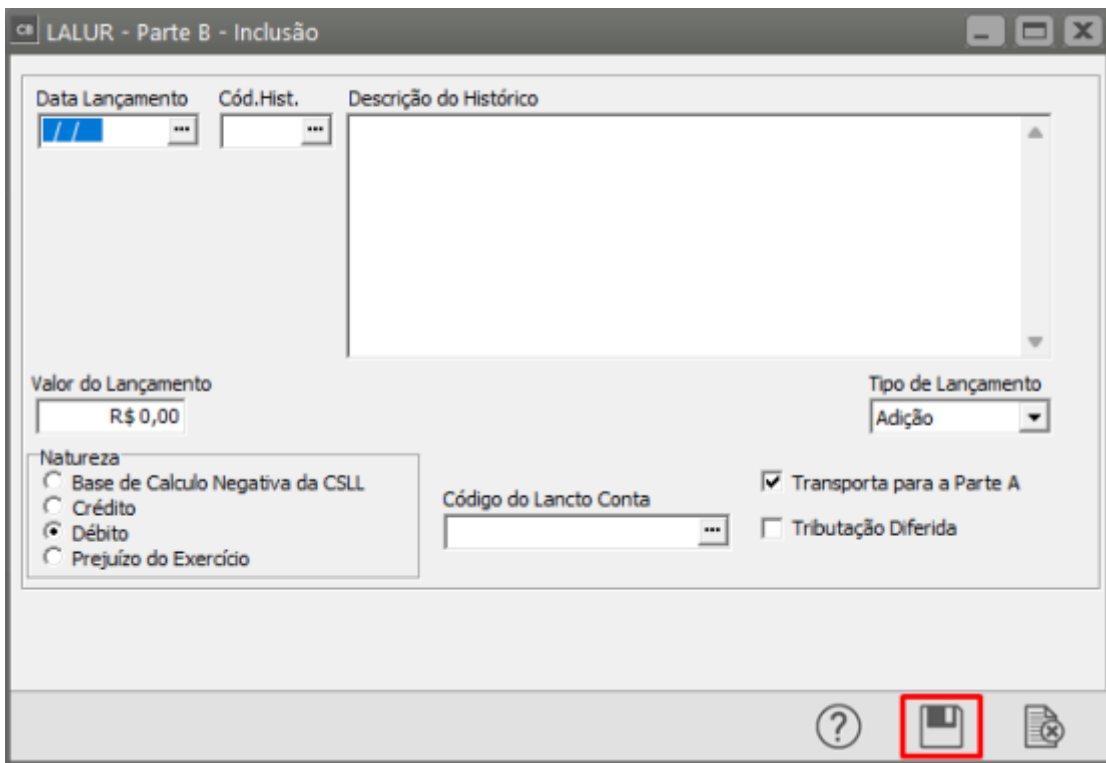 CB LALUR - Parte B - Inclusão
Data Lançamento Cód.Hist. Descrição do Histórico
/ /
Valor do Lançamento Tipo de Lançamento
R$ 0,00 Adição
Natureza
Base de Calculo Negativa da CSLL
Crédito
Débito
Prejuízo do Exercício
Código do Lancto Conta
Transporta para a Parte A
Tributação Diferida